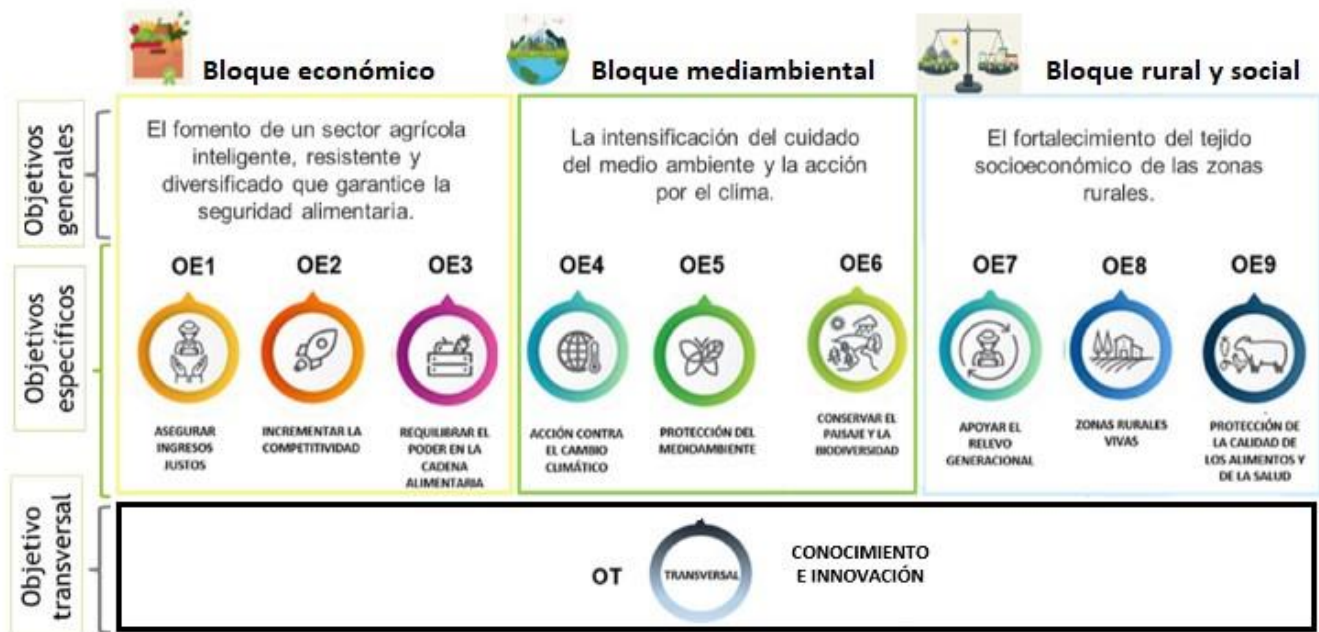 Bloque económico
Bloque mediambiental
Bloque rural y social
Objetivos
generales
El fomento de un sector agrícola
inteligente, resistente y
diversificado que garantice la
seguridad alimentaria.
La intensificación del cuidado
del medio ambiente y la acción
por el clima.
El fortalecimiento del tejido
socioeconómico de las zonas
rurales.
Objetivos
específicos
OE1
ASEGURAR
INGRESOS
JUSTOS
OE2
INCREMENTAR LA
COMPETITIVIDAD
OE3
REQUILIBRAR EL
PODER EN LA
CADENA
ALIMENTARIA
OE4
ACCIÓN CONTRA
EL CAMBIO
CLIMÁTICO
OE5
PROTECCIÓN DEL
MEDIOAMBIENTE
OE6
CONSERVAR EL
PAISAJE Y LA
BIODIVERSIDAD
OE7
APOYAR EL
RELEVO
GENERACIONAL
OE8
ZONAS RURALES
VIVAS
OE9
PROTECCIÓN DE
LA CALIDAD DE
LOS ALIMENTOS Y
DE LA SALUD
Objetivo
transversal
OT
TRANSVERSAL
CONOCIMIENTO
E INNOVACIÓN